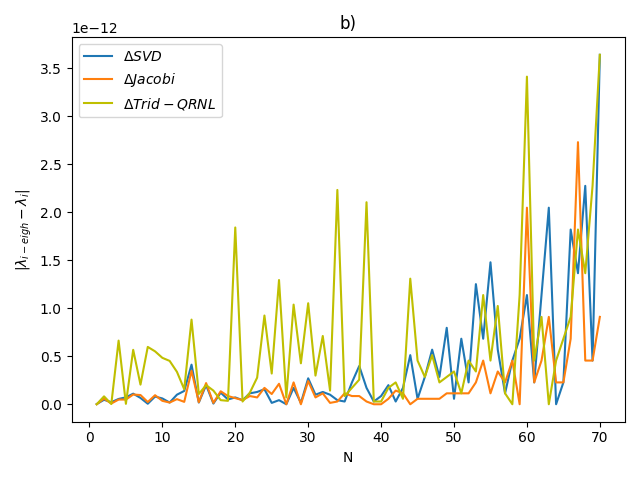 b)
1e−12
ΔSVD
ΔJacobi
ΔTrid − QRNL
3.5
3.0
2.5
2.0
1.5
1.0
0.5
0.0
|λi − eigh − λi|
0 10 20 30 40 50 60 70
N